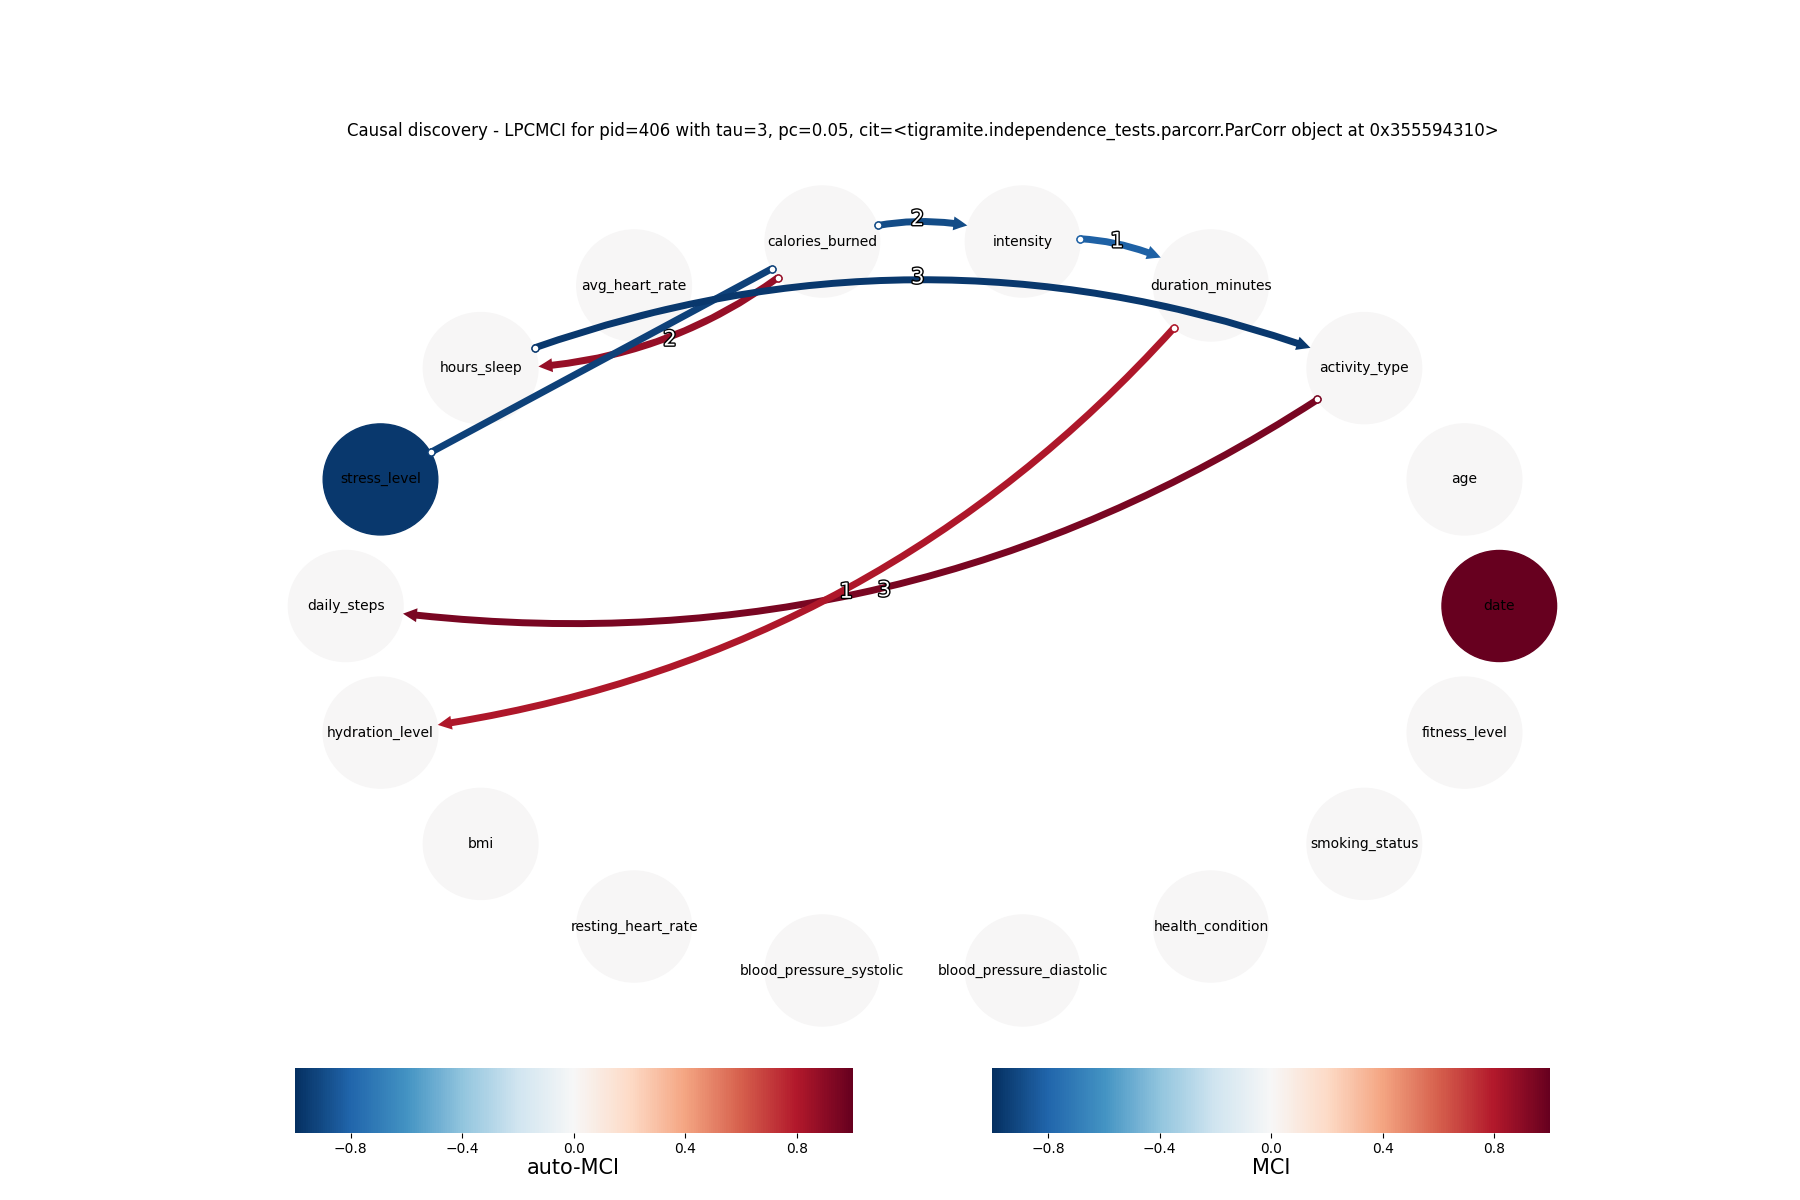 Causal discovery - LPCMCI for pid=406 with tau=3, pc=0.05, cit=<tigramite.independence_tests.parcorr.ParCorr object at 0x355594310>
2
calories_burned
intensity
1
3
avg_heart_rate
duration_minutes
2
hours_sleep
activity_type
stress_level
age
1
3
daily_steps
date
hydration_level
fitness_level
bmi
smoking_status
resting_heart_rate
health_condition
blood_pressure_systolic
blood_pressure_diastolic
−0.8 −0.4 0.0 0.4 0.8
auto-MCI
−0.8 −0.4 0.0 0.4 0.8
MCI